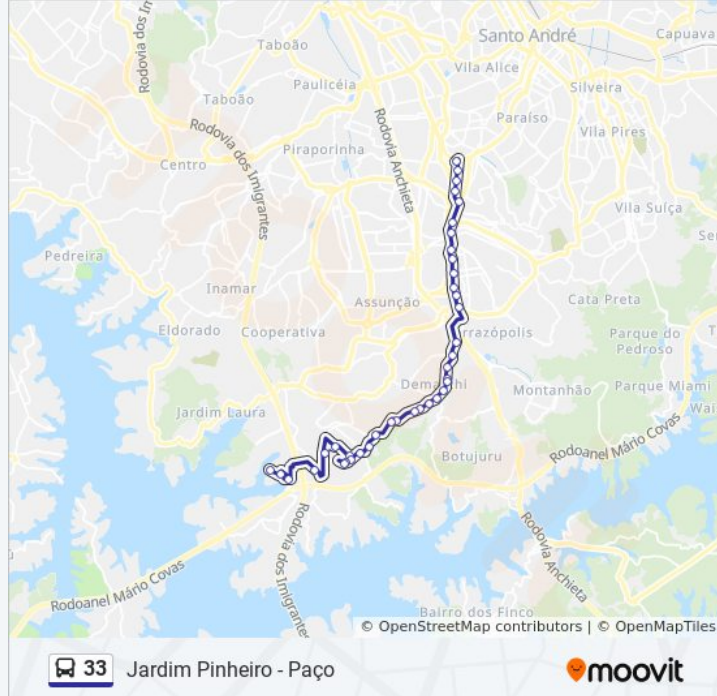 Rodovia dos Im
Taboão
Santo André
Capuava
Vila Alice
Paulicéia
Silveira
Taboão
Rodovia Anchieta
Paraíso
Rodovia dos Imigrantes
Vila Pires
Piraporinha
Centro
Vila Suíça
Pedreira
Inamar
Assunção
Cata Preta
Eldorado
Cooperativa
rrazópolis
Parque do
Pedroso
Demarchi
Montanhão
Parque Miami
Jardim Laura
Botujuru
Rodoanel Mário Covas
Rodovia dos Imigrantes
Rodovia Anchieta
Rodoanel Mário Covas
Bairro dos Finco
© OpenStreetMap contributors | © OpenMapTiles
33 Jardim Pinheiro - Paço
moovit